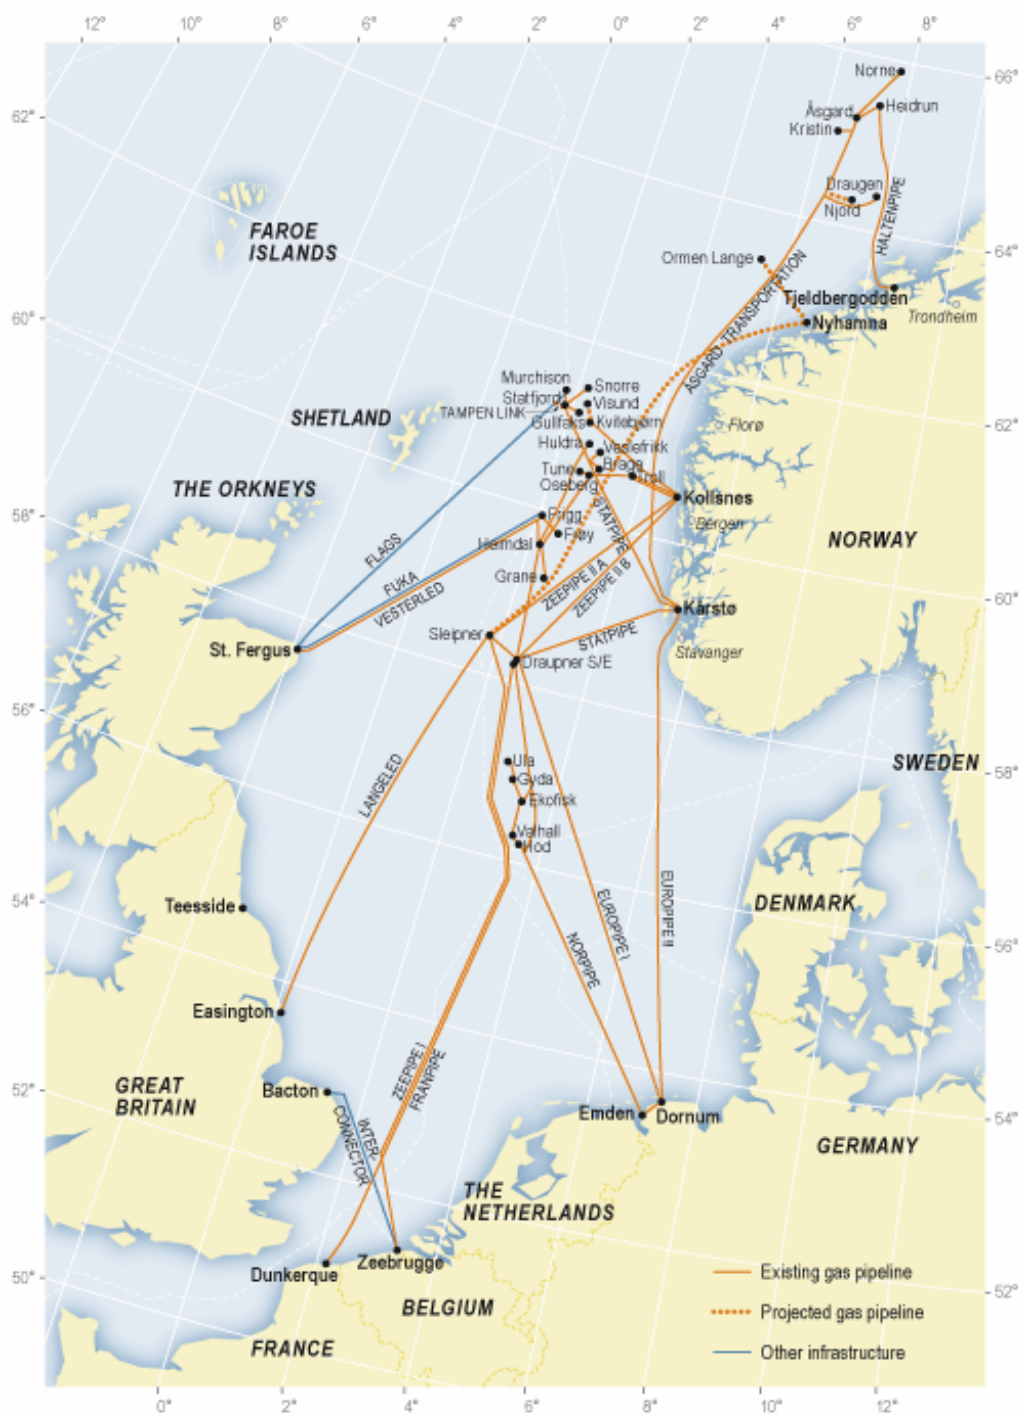 12° 10° 8° 6° 4° 2° 0° 2° 4° 6° 8°
66°
Norne
Heidrun
Åsgard
Kristin
62°
Draugen
Njord
HALTENPIPE
FAROE
ISLANDS
64°
Ormen Lange
ÅSGARD TRANSPORTATION
Tjeldbergodden
Trondheim
Nyhamna
60°
Murchison
Snorre
Statfjord
Visund
TAMPEN LINK
Gullfaks
Kvitebjørn
SHETLAND
Florø
62°
Huldra
Veslefrikk
Brage
Tune
Troll
Oseberg
THE ORKNEYS
Kollsnes
Bergen
58°
Frigg
STATPIPE
Frøy
Heimdal
NORWAY
FLAGS
FUKA
VESTERLED
Grane
ZEEPIPE II A
ZEEPIPE II B
60°
Kårstø
Sleipner
STATPIPE
St. Fergus
Stavanger
Draupner S/E
56°
LANGELED
Ula
Gyda
Ekofisk
SWEDEN
58°
Valhall
Hod
54°
Teesside
DENMARK
EUROPIPE I
EUROPIPE II
NORPIPE
56°
Easington
ZEEPIPE I
FRANPIPE
52°
Bacton
GREAT
BRITAIN
INTER-
CONNECTOR
Emden
Dornum
54°
GERMANY
THE
NETHERLANDS
Zeebrugge
Dunkerque
50°
BELGIUM
FRANCE
52°
Existing gas pipeline
Projected gas pipeline
Other infrastructure
0° 2° 4° 6° 8° 10° 12°